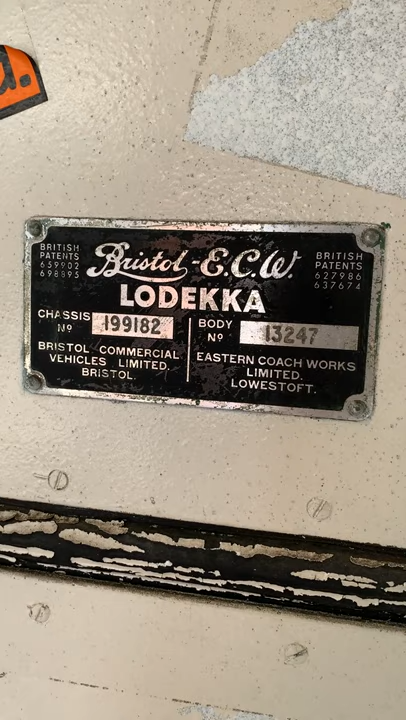 u.
BRITISH
PATENTS
659902
698895
Bristol - E.C.W.
BRITISH
PATENTS
627986
637674
LODEKKA
CHASSIS
Nº 199182
BODY
Nº 13247
BRISTOL COMMERCIAL
VEHICLES LIMITED.
BRISTOL.
EASTERN COACH WORKS
LIMITED.
LOWESTOFT.